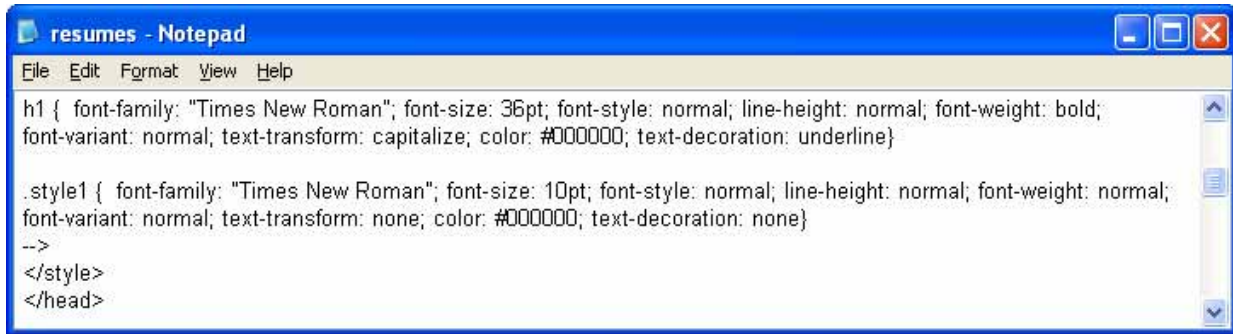 resumes - Notepad
File Edit Format View Help
h1 {  font-family: "Times New Roman"; font-size: 36pt; font-style: normal; line-height: normal; font-weight: bold;
font-variant: normal; text-transform: capitalize; color: #000000; text-decoration: underline}
.style1 {  font-family: "Times New Roman"; font-size: 10pt; font-style: normal; line-height: normal; font-weight: normal;
font-variant: normal; text-transform: none; color: #000000; text-decoration: none}
-->
</style>
</head>